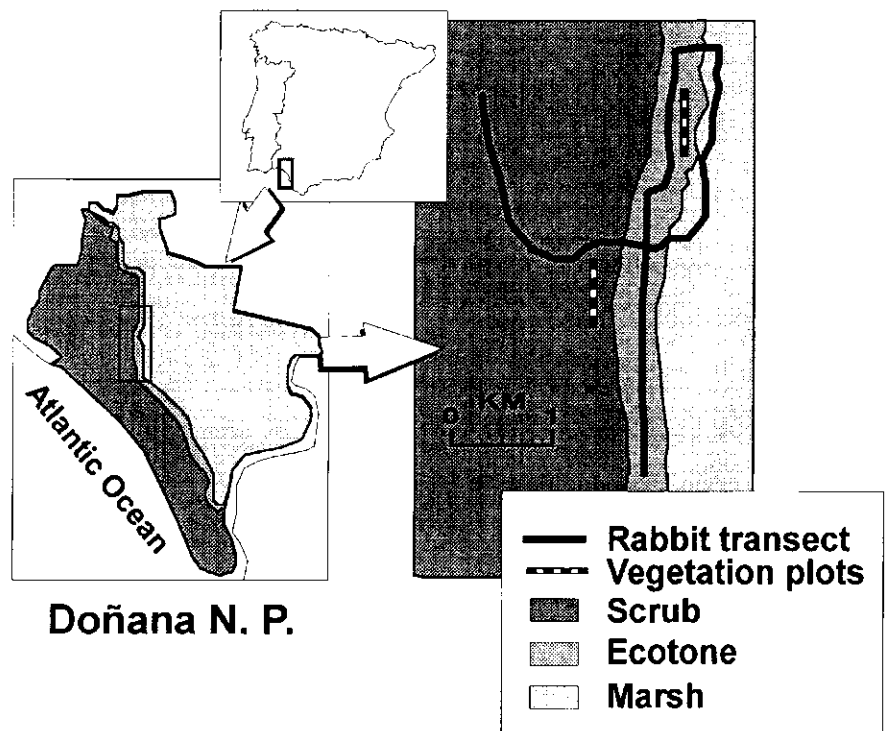 Atlantic Ocean
Doñana N. P.
KM
0 1
Rabbit transect
Vegetation plots
Scrub
Ecotone
Marsh